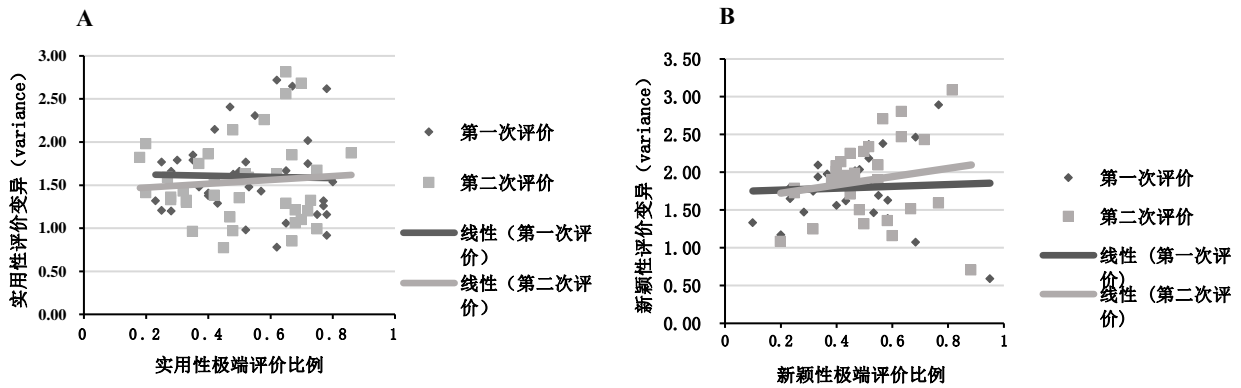 A
实用性评价变异（variance）
3.00
2.50
2.00
1.50
1.00
0.50
0.00
0
0.2
0.4
0.6
0.8
1
实用性极端评价比例
第一次评价
第二次评价
线性（第一次评
价）
线性（第二次评
价）
B
新颖性评价变异（variance）
3.50
3.00
2.50
2.00
1.50
1.00
0.50
0.00
0
0.2
0.4
0.6
0.8
1
新颖性极端评价比例
第一次评价
第二次评价
线性 (第一次评
价)
线性 (第二次评
价)